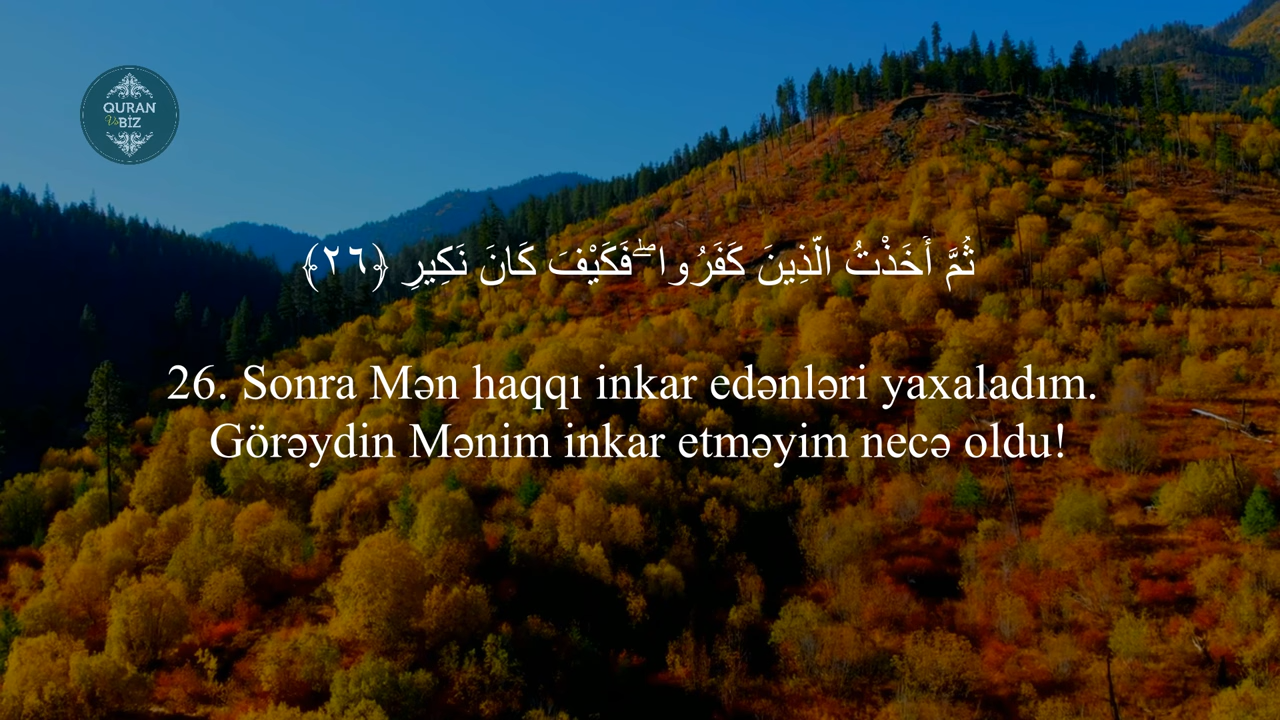 QURAN
Və BİZ
ثُمَّ أَخَذْتُ الَّذِينَ كَفَرُوا ۖ فَكَيْفَ كَانَ نَكِيرِ ﴿٢٦﴾
26. Sonra Mən haqqı inkar edənləri yaxaladım.
Görəydin Mənim inkar etməyim necə oldu!